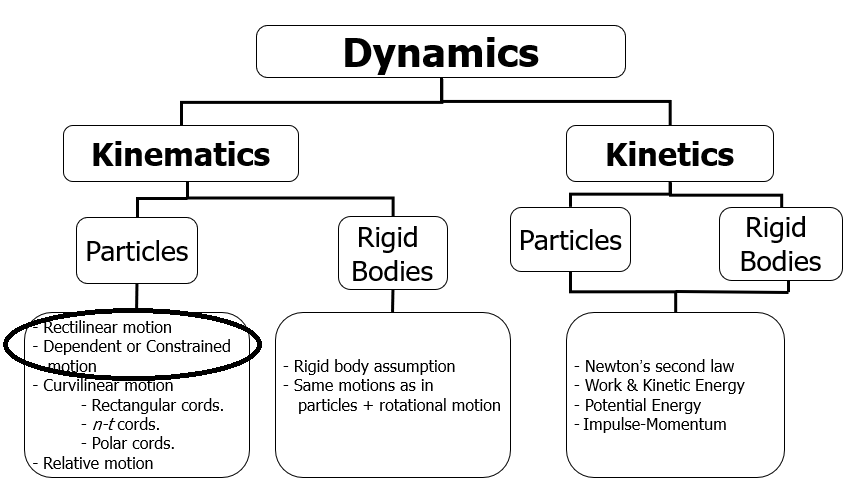 Dynamics
Kinematics
Kinetics
Particles
Rigid
Bodies
Particles
Rigid
Bodies
- Rectilinear motion
- Dependent or Constrained
motion
- Curvilinear motion
- Rectangular cords.
- n-t cords.
- Polar cords.
- Relative motion
- Rigid body assumption
- Same motions as in
particles + rotational motion
- Newton's second law
- Work & Kinetic Energy
- Potential Energy
- Impulse-Momentum